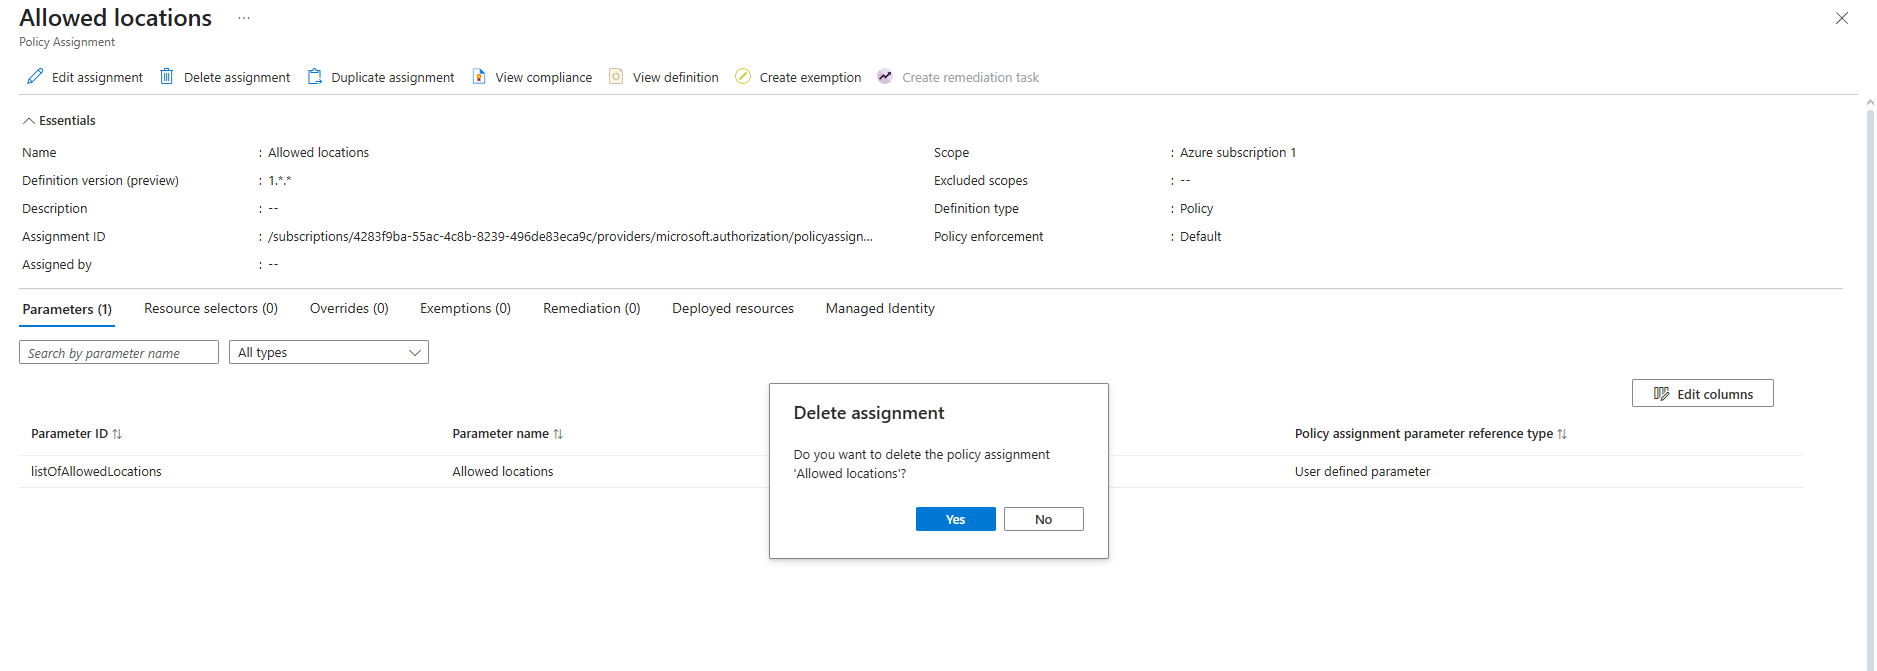 Allowed locations ...
Policy Assignment
Edit assignment Delete assignment Duplicate assignment View compliance View definition Create exemption Create remediation task
Essentials
Name : Allowed locations Scope : Azure subscription 1
Definition version (preview) : 1.*.* Excluded scopes : --
Description : -- Definition type : Policy
Assignment ID : /subscriptions/4283f9ba-55ac-4c8b-8239-496de83eca9c/providers/microsoft.authorization/policyassign... Policy enforcement : Default
Assigned by : --
Parameters (1) Resource selectors (0) Overrides (0) Exemptions (0) Remediation (0) Deployed resources Managed Identity
Search by parameter name All types
Edit columns
Parameter ID Parameter name Policy assignment parameter reference type
listOfAllowedLocations Allowed locations User defined parameter
Delete assignment
Do you want to delete the policy assignment
'Allowed locations'?
Yes No